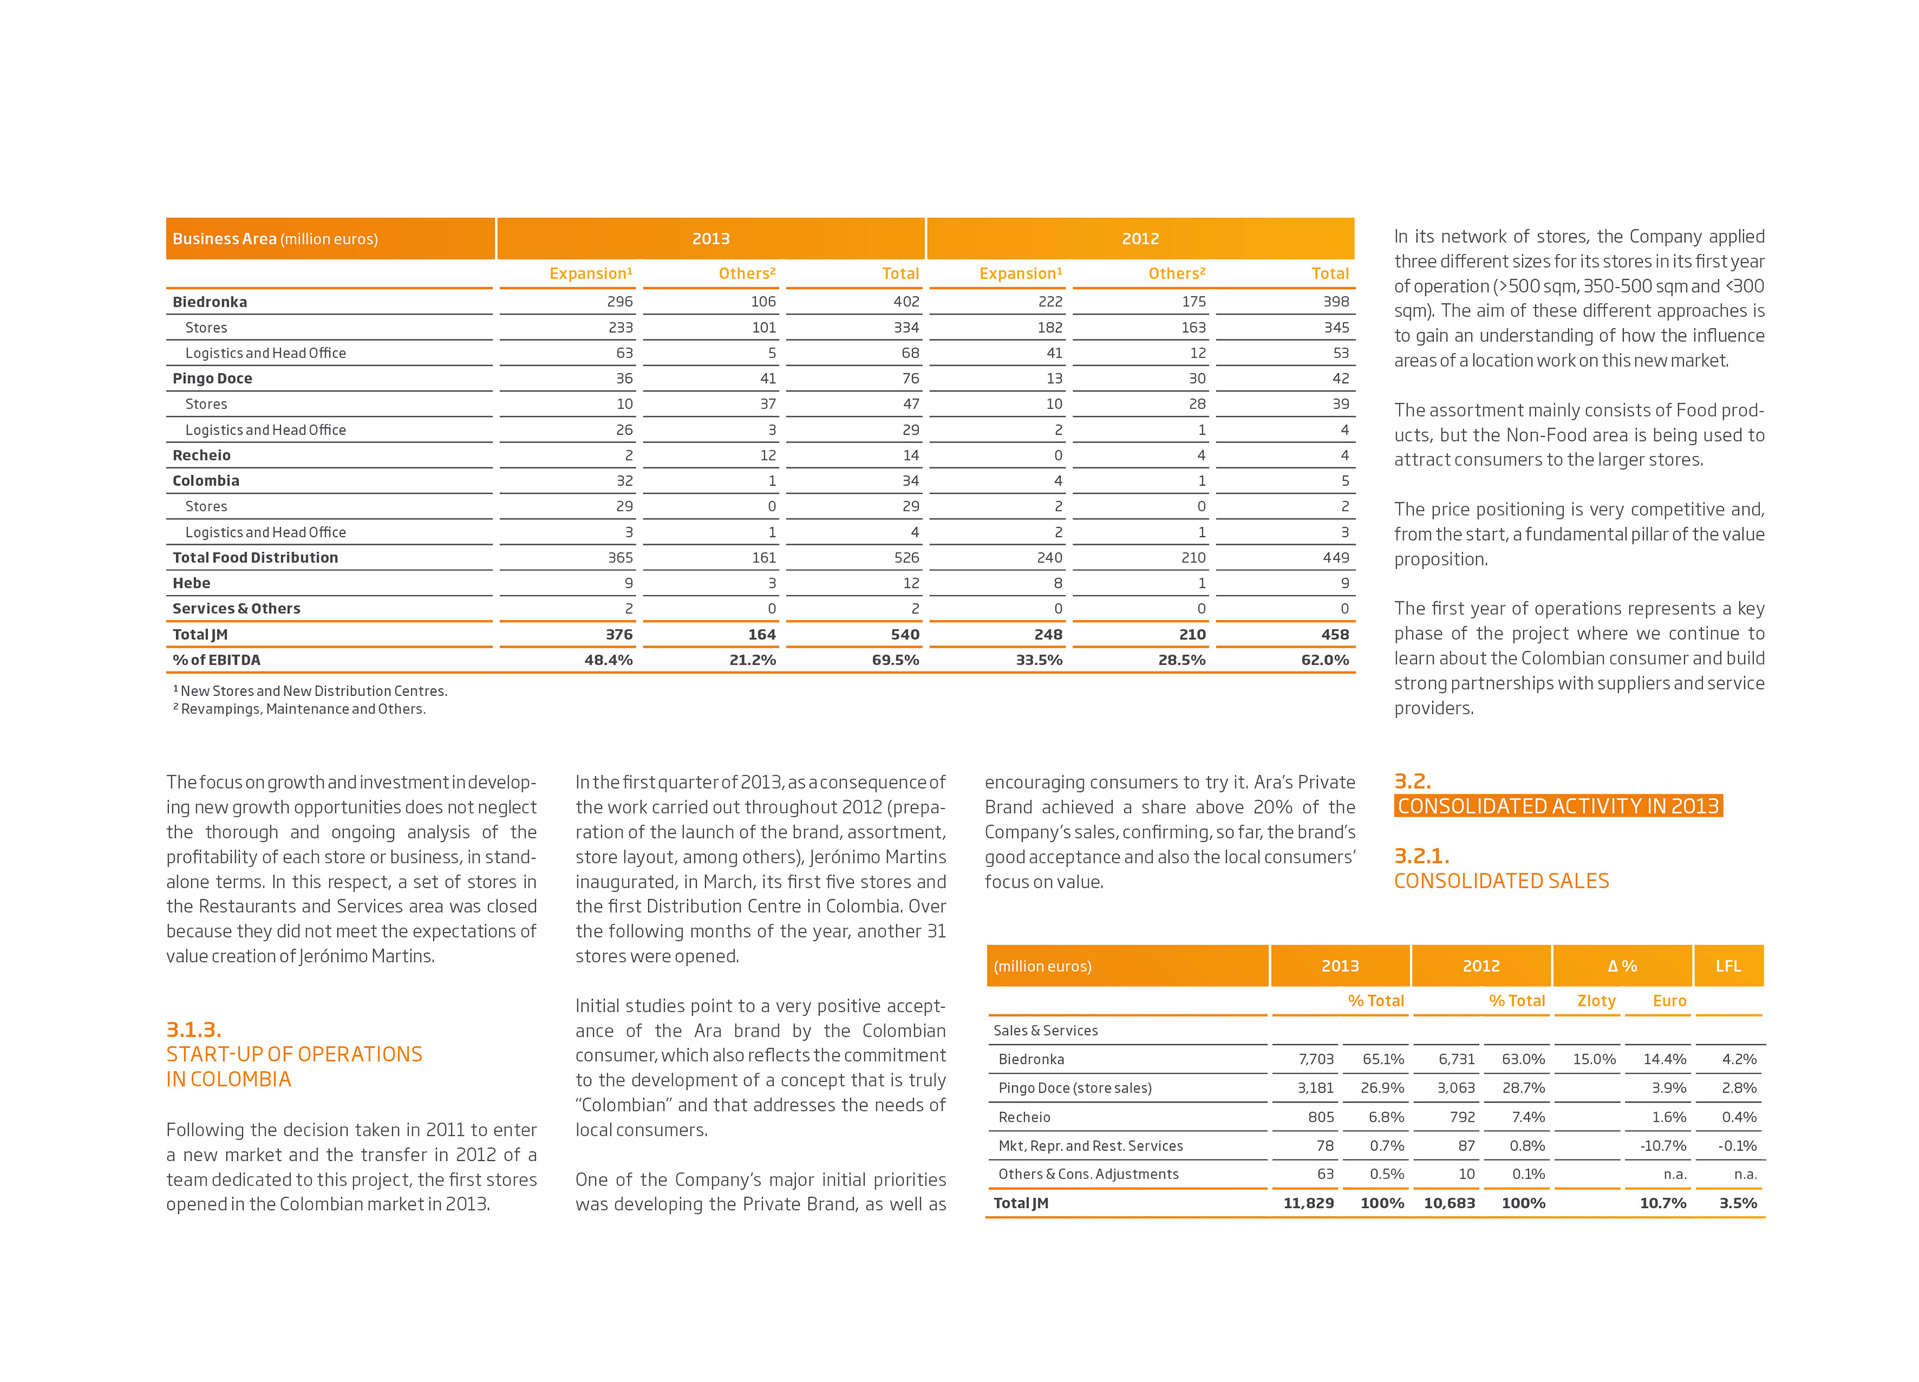 Business Area (million euros) 2013 2012
Expansion¹ Others² Total Expansion¹ Others² Total
Biedronka 296 106 402 222 175 398
Stores 233 101 334 182 163 345
Logistics and Head Office 63 5 68 41 12 53
Pingo Doce 36 41 76 13 30 42
Stores 10 37 47 10 28 39
Logistics and Head Office 26 3 29 2 1 4
Recheio 2 12 14 0 4 4
Colombia 32 1 34 4 1 5
Stores 29 0 29 2 0 2
Logistics and Head Office 3 1 4 2 1 3
Total Food Distribution 365 161 526 240 210 449
Hebe 9 3 12 8 1 9
Services & Others 2 0 2 0 0 0
Total JM 376 164 540 248 210 458
% of EBITDA 48.4% 21.2% 69.5% 33.5% 28.5% 62.0%
¹ New Stores and New Distribution Centres.
² Revampings, Maintenance and Others.
The focus on growth and investment in develop-
ing new growth opportunities does not neglect
the thorough and ongoing analysis of the
profitability of each store or business, in stand-
alone terms. In this respect, a set of stores in
the Restaurants and Services area was closed
because they did not meet the expectations of
value creation of Jerónimo Martins.
3.1.3.
START-UP OF OPERATIONS
IN COLOMBIA
Following the decision taken in 2011 to enter
a new market and the transfer in 2012 of a
team dedicated to this project, the first stores
opened in the Colombian market in 2013.
In the first quarter of 2013, as a consequence of
the work carried out throughout 2012 (prepa-
ration of the launch of the brand, assortment,
store layout, among others), Jerónimo Martins
inaugurated, in March, its first five stores and
the first Distribution Centre in Colombia. Over
the following months of the year, another 31
stores were opened.
Initial studies point to a very positive accept-
ance of the Ara brand by the Colombian
consumer, which also reflects the commitment
to the development of a concept that is truly
“Colombian” and that addresses the needs of
local consumers.
One of the Company’s major initial priorities
was developing the Private Brand, as well as
encouraging consumers to try it. Ara’s Private
Brand achieved a share above 20% of the
Company’s sales, confirming, so far, the brand’s
good acceptance and also the local consumers’
focus on value.
In its network of stores, the Company applied
three different sizes for its stores in its first year
of operation (>500 sqm, 350-500 sqm and <300
sqm). The aim of these different approaches is
to gain an understanding of how the influence
areas of a location work on this new market.
The assortment mainly consists of Food prod-
ucts, but the Non-Food area is being used to
attract consumers to the larger stores.
The price positioning is very competitive and,
from the start, a fundamental pillar of the value
proposition.
The first year of operations represents a key
phase of the project where we continue to
learn about the Colombian consumer and build
strong partnerships with suppliers and service
providers.
3.2.
CONSOLIDATED ACTIVITY IN 2013
3.2.1.
CONSOLIDATED SALES
(million euros) 2013 2012 Δ % LFL
% Total % Total Zloty Euro
Sales & Services
Biedronka 7,703 65.1% 6,731 63.0% 15.0% 14.4% 4.2%
Pingo Doce (store sales) 3,181 26.9% 3,063 28.7% 3.9% 2.8%
Recheio 805 6.8% 792 7.4% 1.6% 0.4%
Mkt, Repr. and Rest. Services 78 0.7% 87 0.8% -10.7% -0.1%
Others & Cons. Adjustments 63 0.5% 10 0.1% n.a. n.a.
Total JM 11,829 100% 10,683 100% 10.7% 3.5%